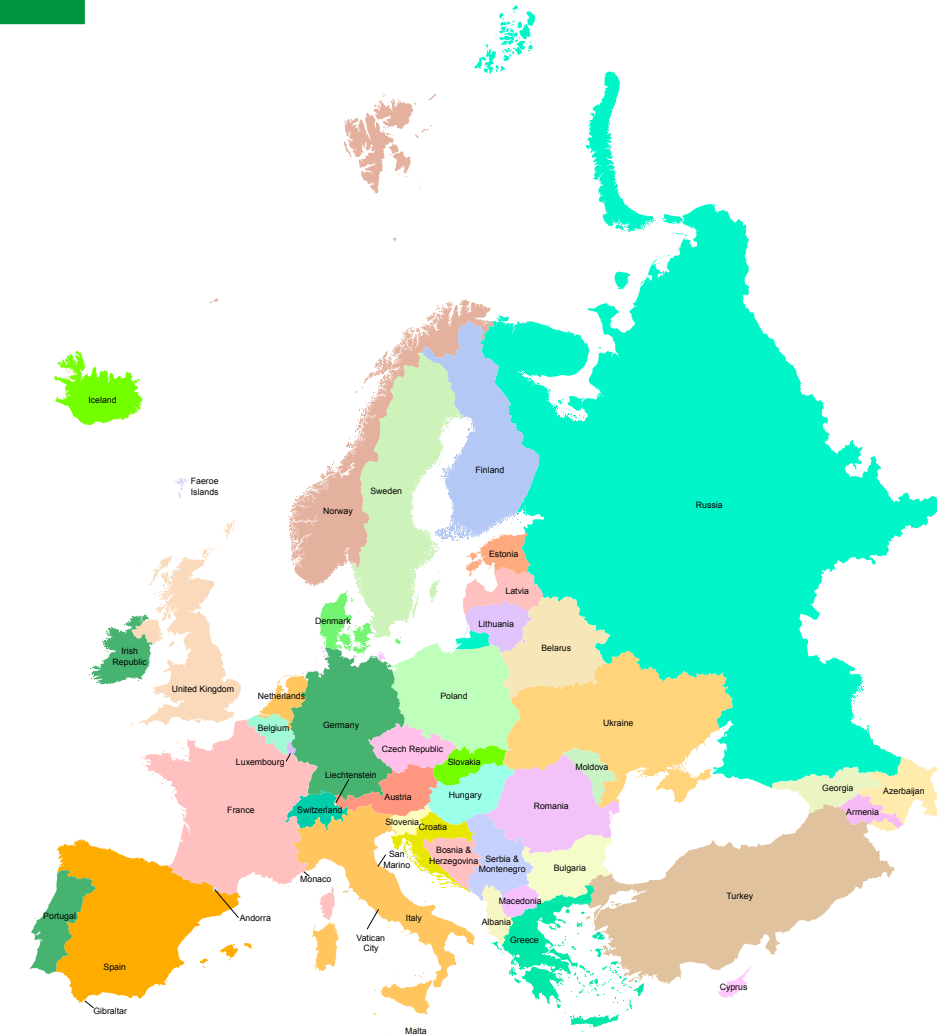 Iceland
Faeroe
Islands
Finland
Sweden
Norway
Russia
Estonia
Latvia
Denmark
Lithuania
Irish
Republic
Belarus
United Kingdom
Netherlands
Poland
Ukraine
Belgium
Germany
Czech Republic
Luxembourg
Slovakia
Moldova
Liechtenstein
Georgia
Azerbaijan
Austria
Hungary
France
Switzerland
Romania
Armenia
Slovenia
Croatia
Bosnia &
Herzegovina
San
Marino
Serbia &
Montenegro
Bulgaria
Monaco
Turkey
Macedonia
Portugal
Andorra
Italy
Albania
Vatican
City
Greece
Spain
Cyprus
Gibraltar
Malta